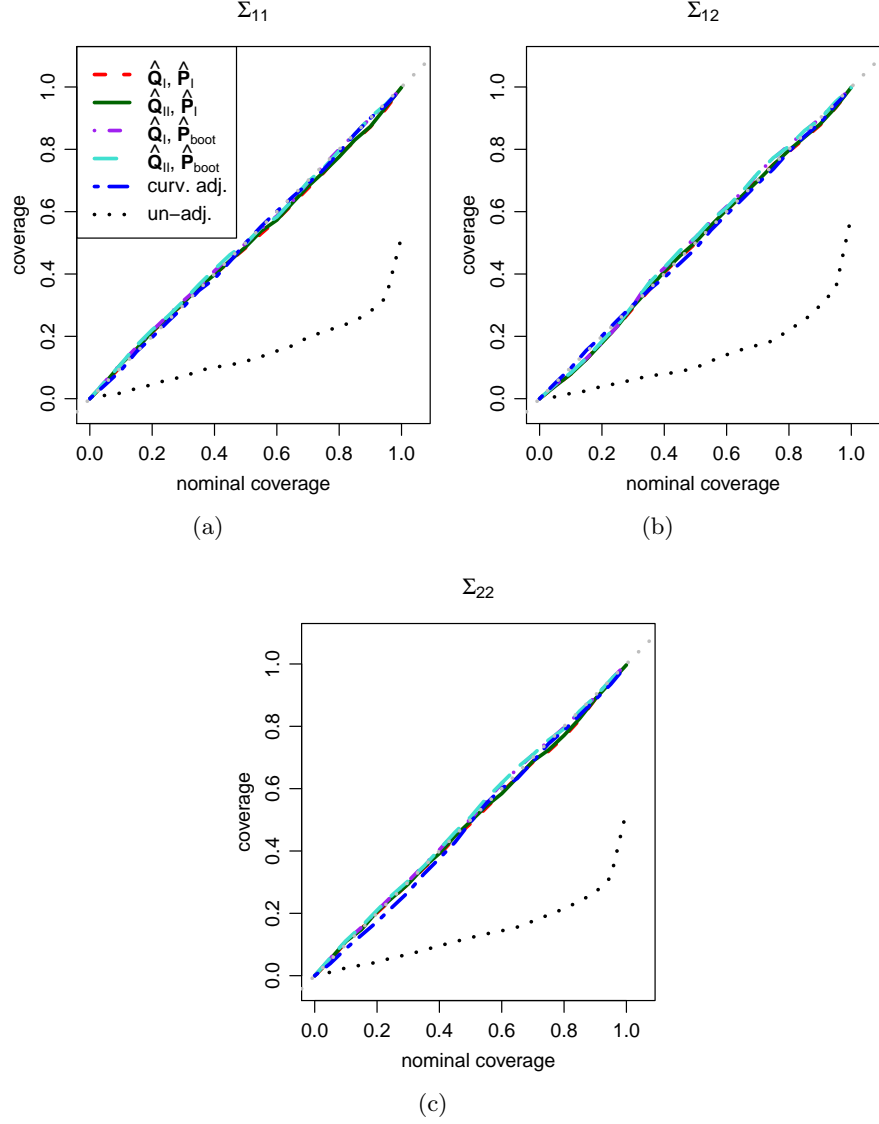 Σ11
Σ12
coverage
0.0 0.2 0.4 0.6 0.8 1.0
Q̂I, P̂I
Q̂II, P̂I
Q̂I, P̂boot
Q̂II, P̂boot
curv. adj.
un−adj.
0.0 0.2 0.4 0.6 0.8 1.0
nominal coverage
(a)
coverage
0.0 0.2 0.4 0.6 0.8 1.0
0.0 0.2 0.4 0.6 0.8 1.0
nominal coverage
(b)
Σ22
coverage
0.0 0.2 0.4 0.6 0.8 1.0
0.0 0.2 0.4 0.6 0.8 1.0
nominal coverage
(c)